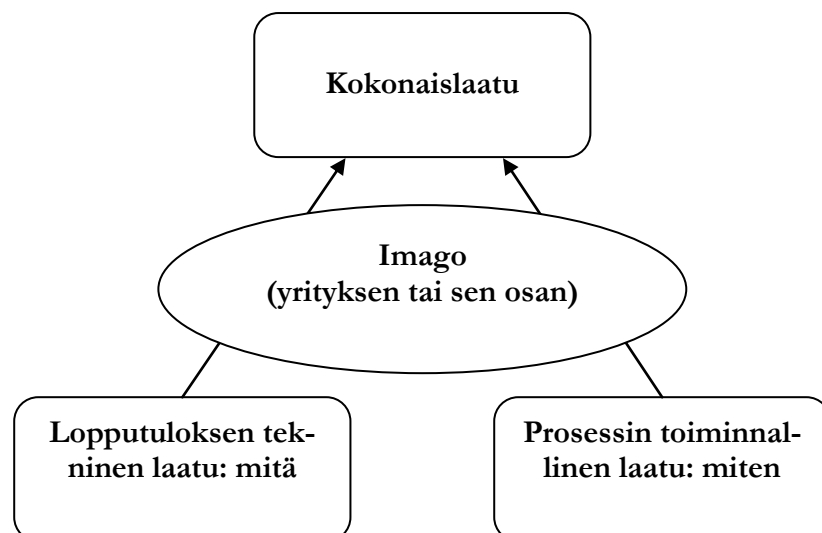 Kokonaislaatu
Imago
(yrityksen tai sen osan)
Lopputuloksen tek-
ninen laatu: mitä
Prosessin toiminnal-
linen laatu: miten